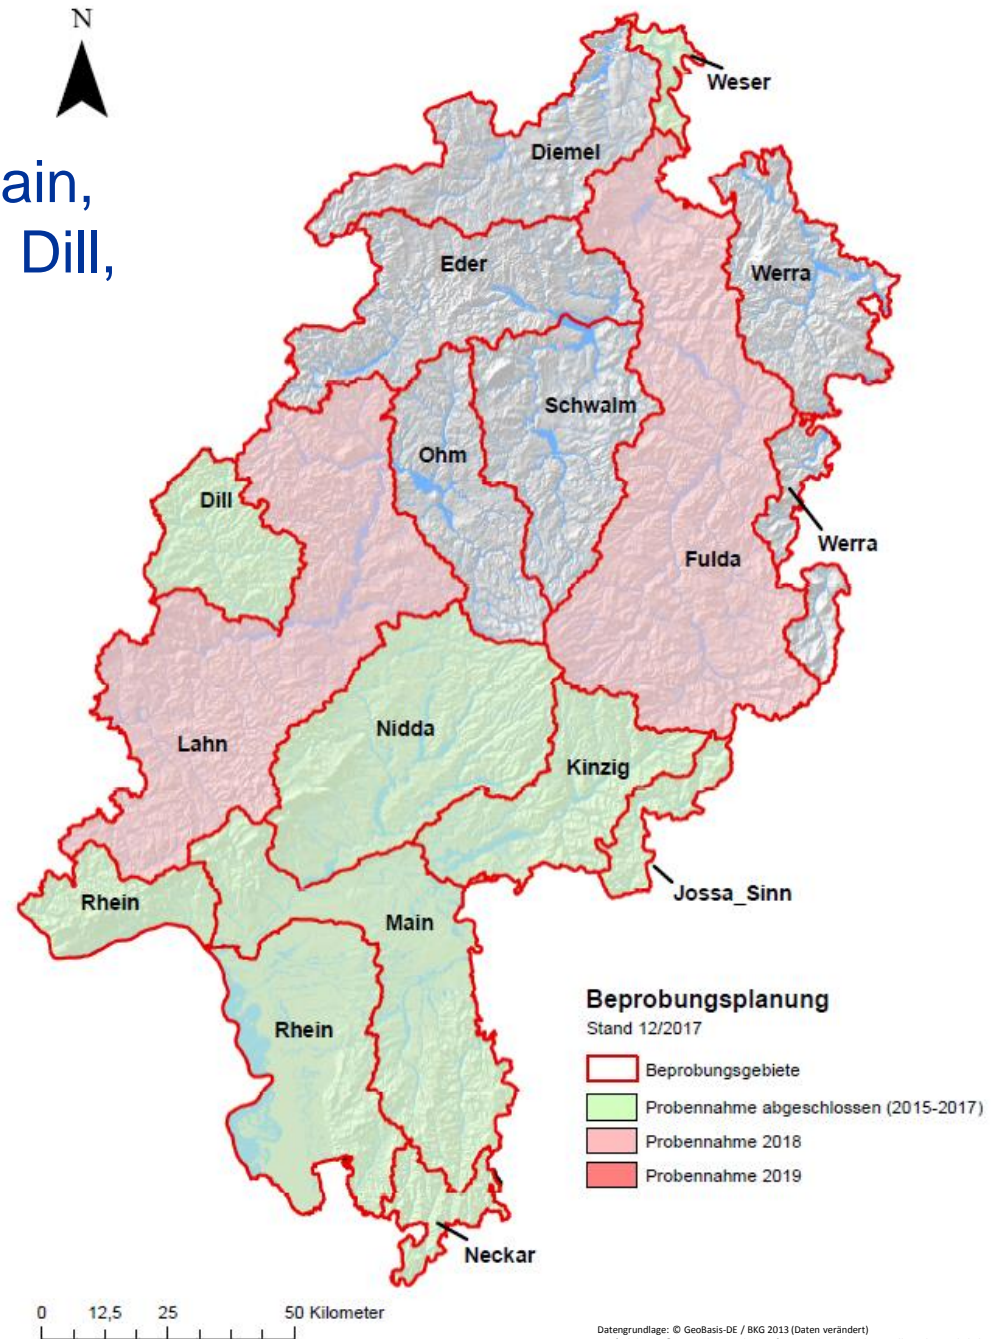 N
Weser
Diemel
ain,
Dill,
Eder
Werra
Schwalm
Ohm
Dill
Werra
Fulda
Nidda
Lahn
Kinzig
Jossa_Sinn
Rhein
Main
Rhein
Beprobungsplanung
Stand 12/2017
Beprobungsgebiete
Probennahme abgeschlossen (2015-2017)
Probennahme 2018
Probennahme 2019
Neckar
0 12,5 25 50 Kilometer
Datengrundlage: © GeoBasis-DE / BKG 2013 (Daten verändert)